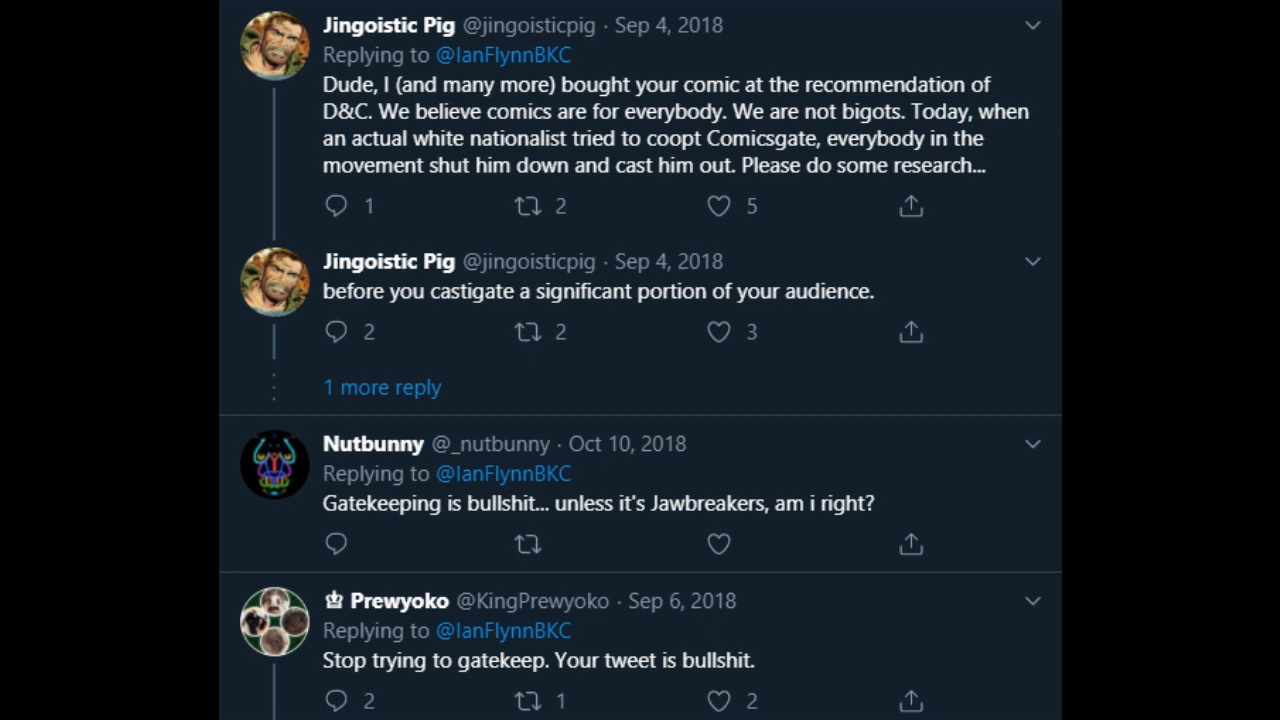 Jingoistic Pig @jingoisticpig · Sep 4, 2018
Replying to @IanFlynnBKC
Dude, I (and many more) bought your comic at the recommendation of
D&C. We believe comics are for everybody. We are not bigots. Today, when
an actual white nationalist tried to coopt Comicsgate, everybody in the
movement shut him down and cast him out. Please do some research...
1 2 5
Jingoistic Pig @jingoisticpig · Sep 4, 2018
before you castigate a significant portion of your audience.
2 2 3
1 more reply
Nutbunny @_nutbunny · Oct 10, 2018
Replying to @IanFlynnBKC
Gatekeeping is bullshit... unless it's Jawbreakers, am i right?
♔ Prewyoko @KingPrewyoko · Sep 6, 2018
Replying to @IanFlynnBKC
Stop trying to gatekeep. Your tweet is bullshit.
2 1 2